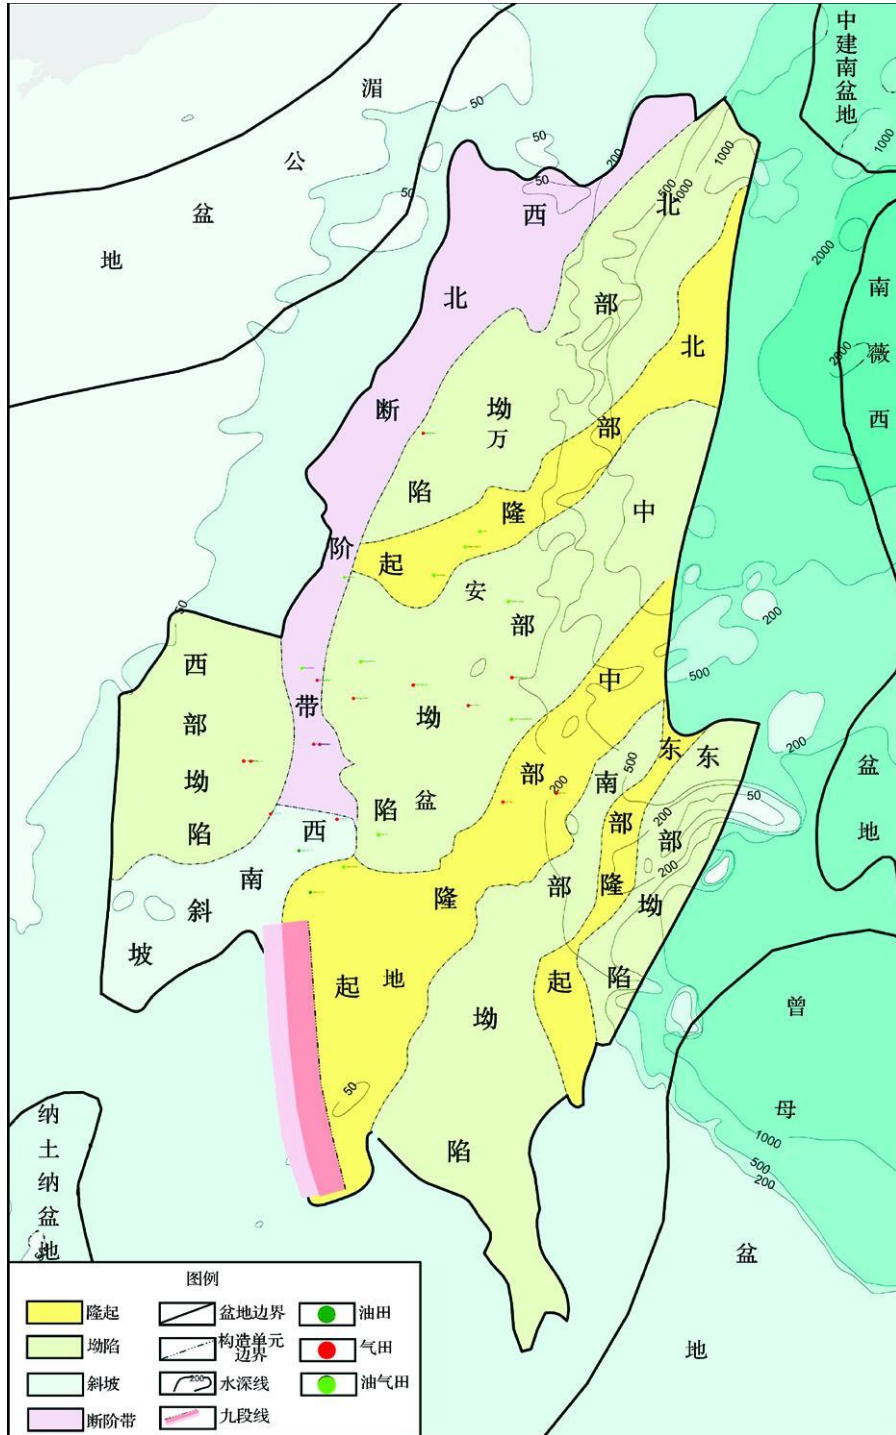 湄公盆地
中建南盆地
南薇西盆地
曾母盆地
纳土纳盆地
万安盆地
西北断阶带
北部坳陷
北部隆起
中部坳陷
中部隆起
西部坳陷
西南斜坡
南部坳陷
东部隆起
东部坳陷
50
50
50
50
200
500
1000
1000
1000
2000
2000
50
200
500
200
500
200
200
200
50
50
1000
500
200
图例
隆起
坳陷
斜坡
断阶带
盆地边界
构造单元边界
200
水深线
九段线
油田
气田
油气田